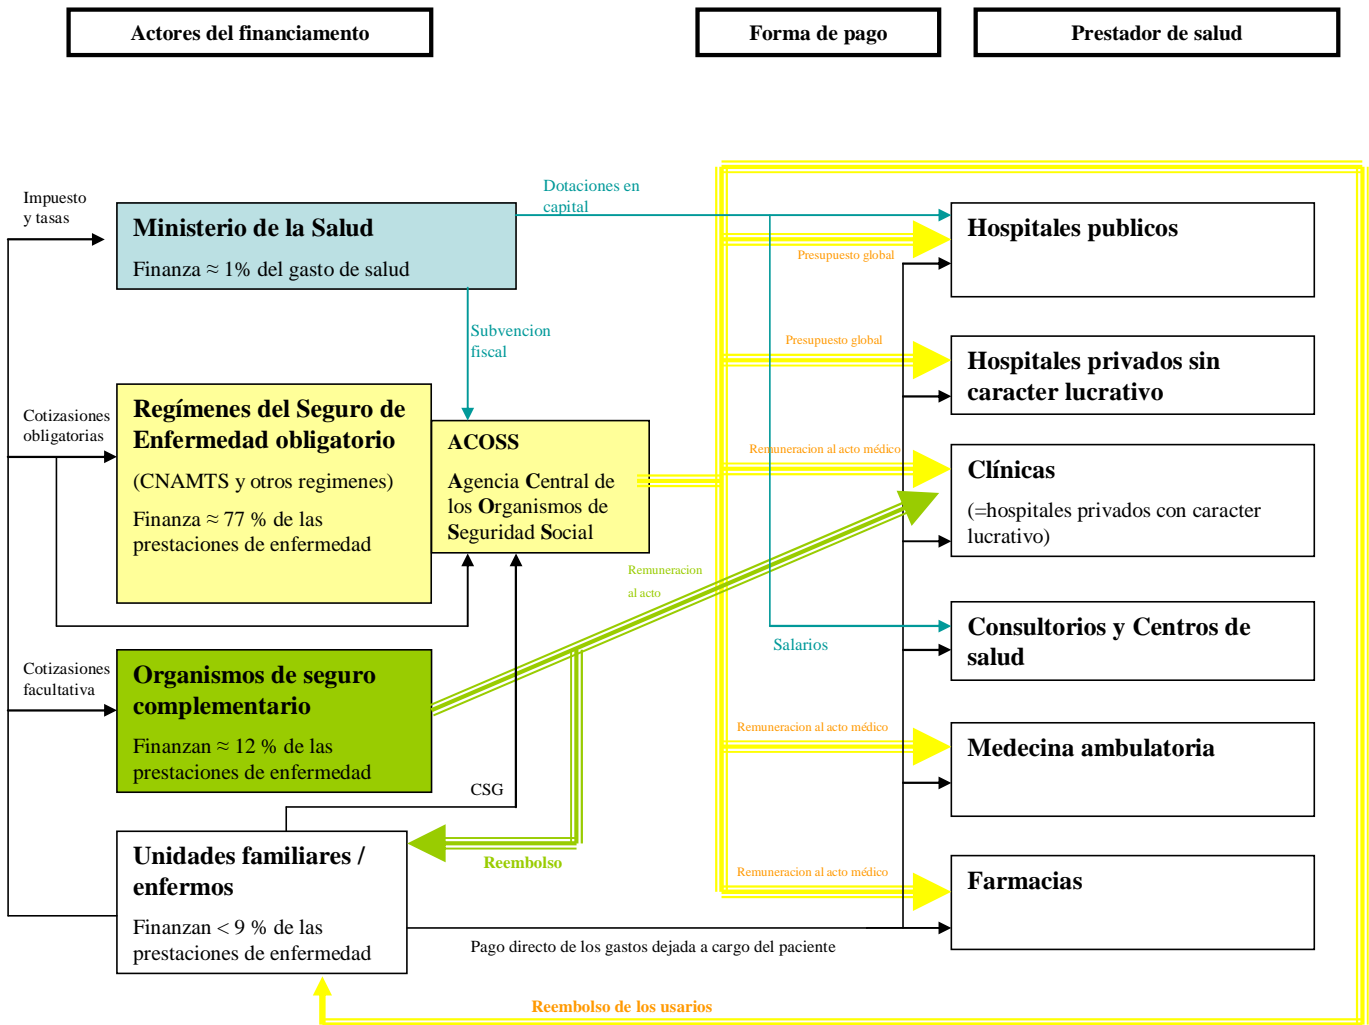 Actores del financiamento
Forma de pago
Prestador de salud
Impuesto
y tasas
Ministerio de la Salud
Finanza ≈ 1% del gasto de salud
Dotaciones en
capital
Hospitales publicos
Presupuesto global
Subvencion
fiscal
Presupuesto global
Hospitales privados sin
caracter lucrativo
Cotizasiones
obligatorias
Regímenes del Seguro de
Enfermedad obligatorio
(CNAMTS y otros regimenes)
Finanza ≈ 77 % de las
prestaciones de enfermedad
ACOSS
Agencia Central de
los Organismos de
Seguridad Social
Remuneracion al acto médico
Clínicas
(=hospitales privados con caracter
lucrativo)
Remuneracion
al acto
Salarios
Consultorios y Centros de
salud
Cotizasiones
facultativa
Organismos de seguro
complementario
Finanzan ≈ 12 % de las
prestaciones de enfermedad
Remuneracion al acto médico
Medecina ambulatoria
CSG
Unidades familiares /
enfermos
Finanzan < 9 % de las
prestaciones de enfermedad
Reembolso
Remuneracion al acto médico
Farmacias
Pago directo de los gastos dejada a cargo del paciente
Reembolso de los usarios